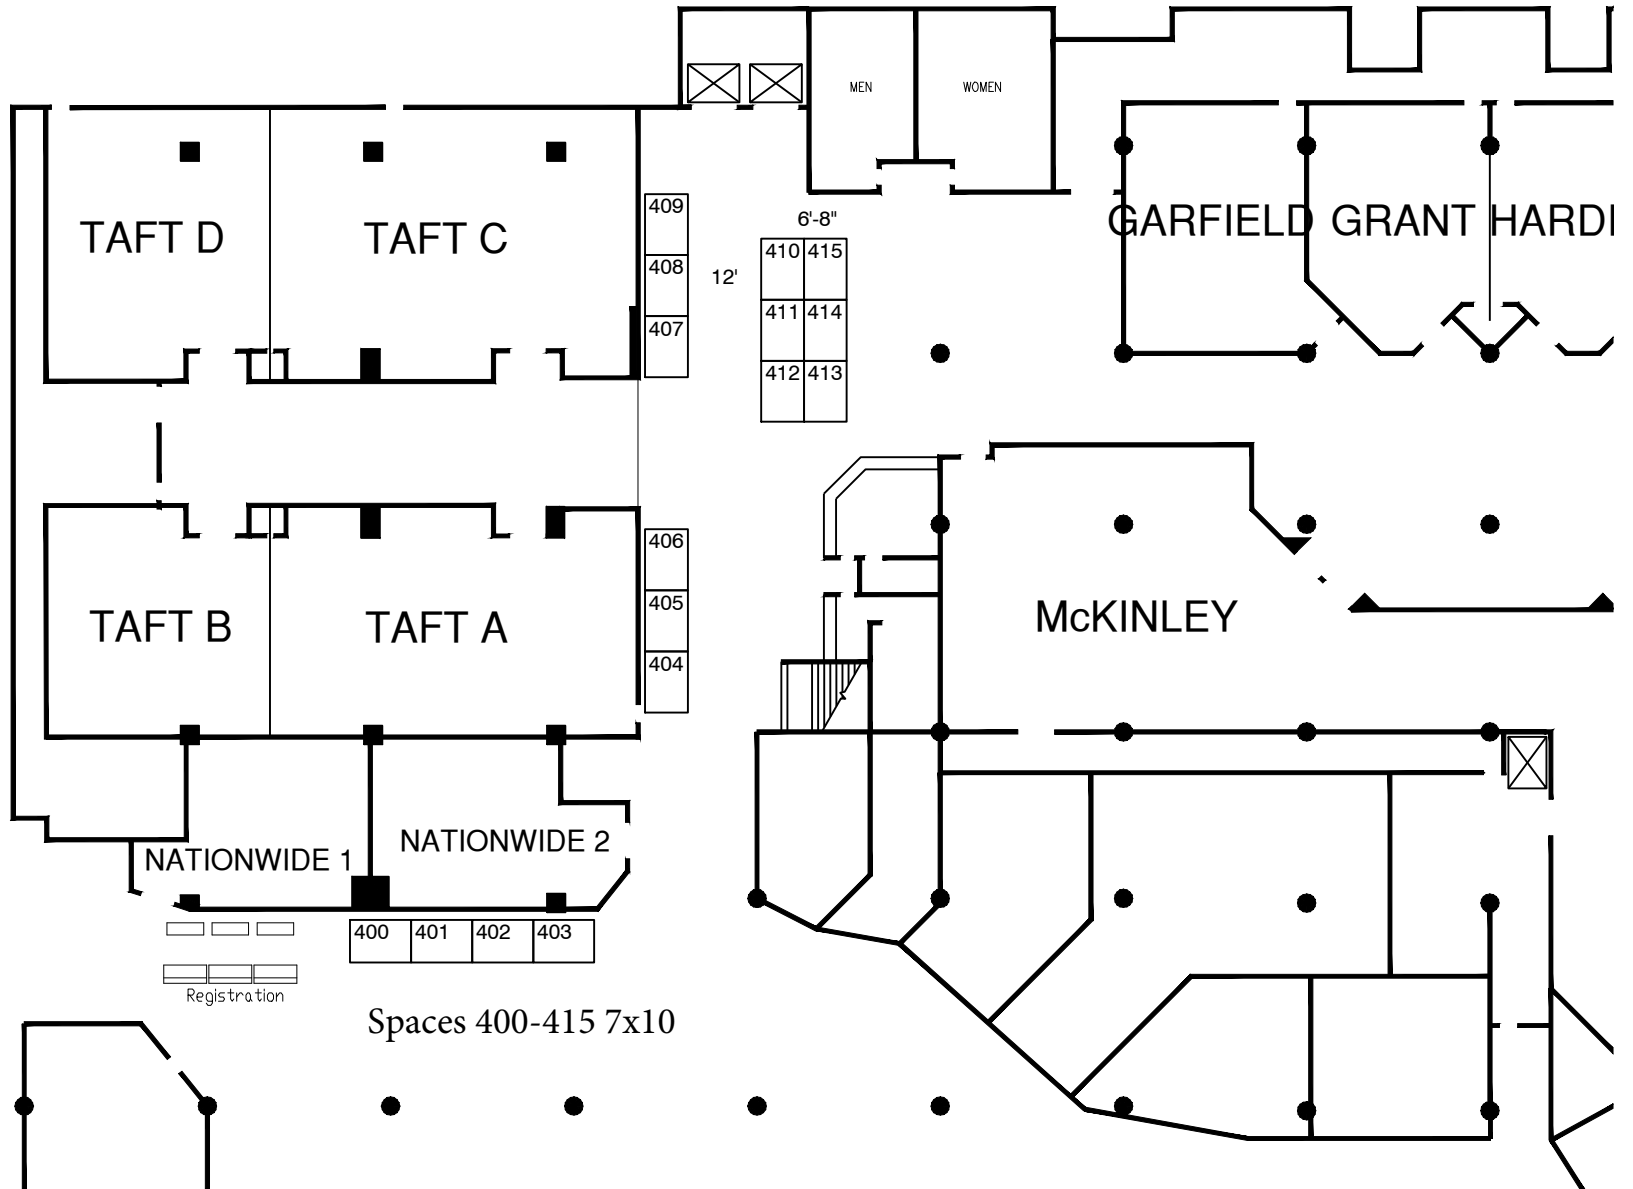 MEN
WOMEN
409
6'-8"
GARFIELD
GRANT
HARDI
TAFT D
TAFT C
410
415
408
12'
411
414
407
412
413
406
405
TAFT B
TAFT A
McKINLEY
404
NATIONWIDE 1
NATIONWIDE 2
400
401
402
403
Registration
Spaces 400-415 7x10